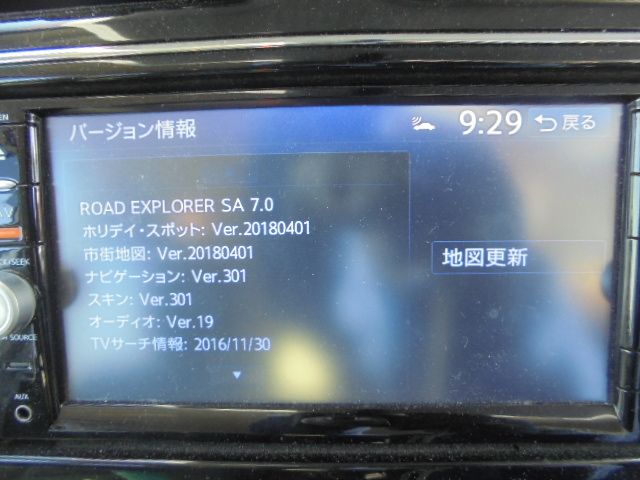 バージョン情報
9:29
戻る
ROAD EXPLORER SA 7.0
ホリデイ・スポット: Ver.20180401
市街地図: Ver.20180401
地図更新
ナビゲーション: Ver.301
スキン: Ver.301
オーディオ: Ver.19
TVサーチ情報: 2016/11/30
SOURCE
AUX